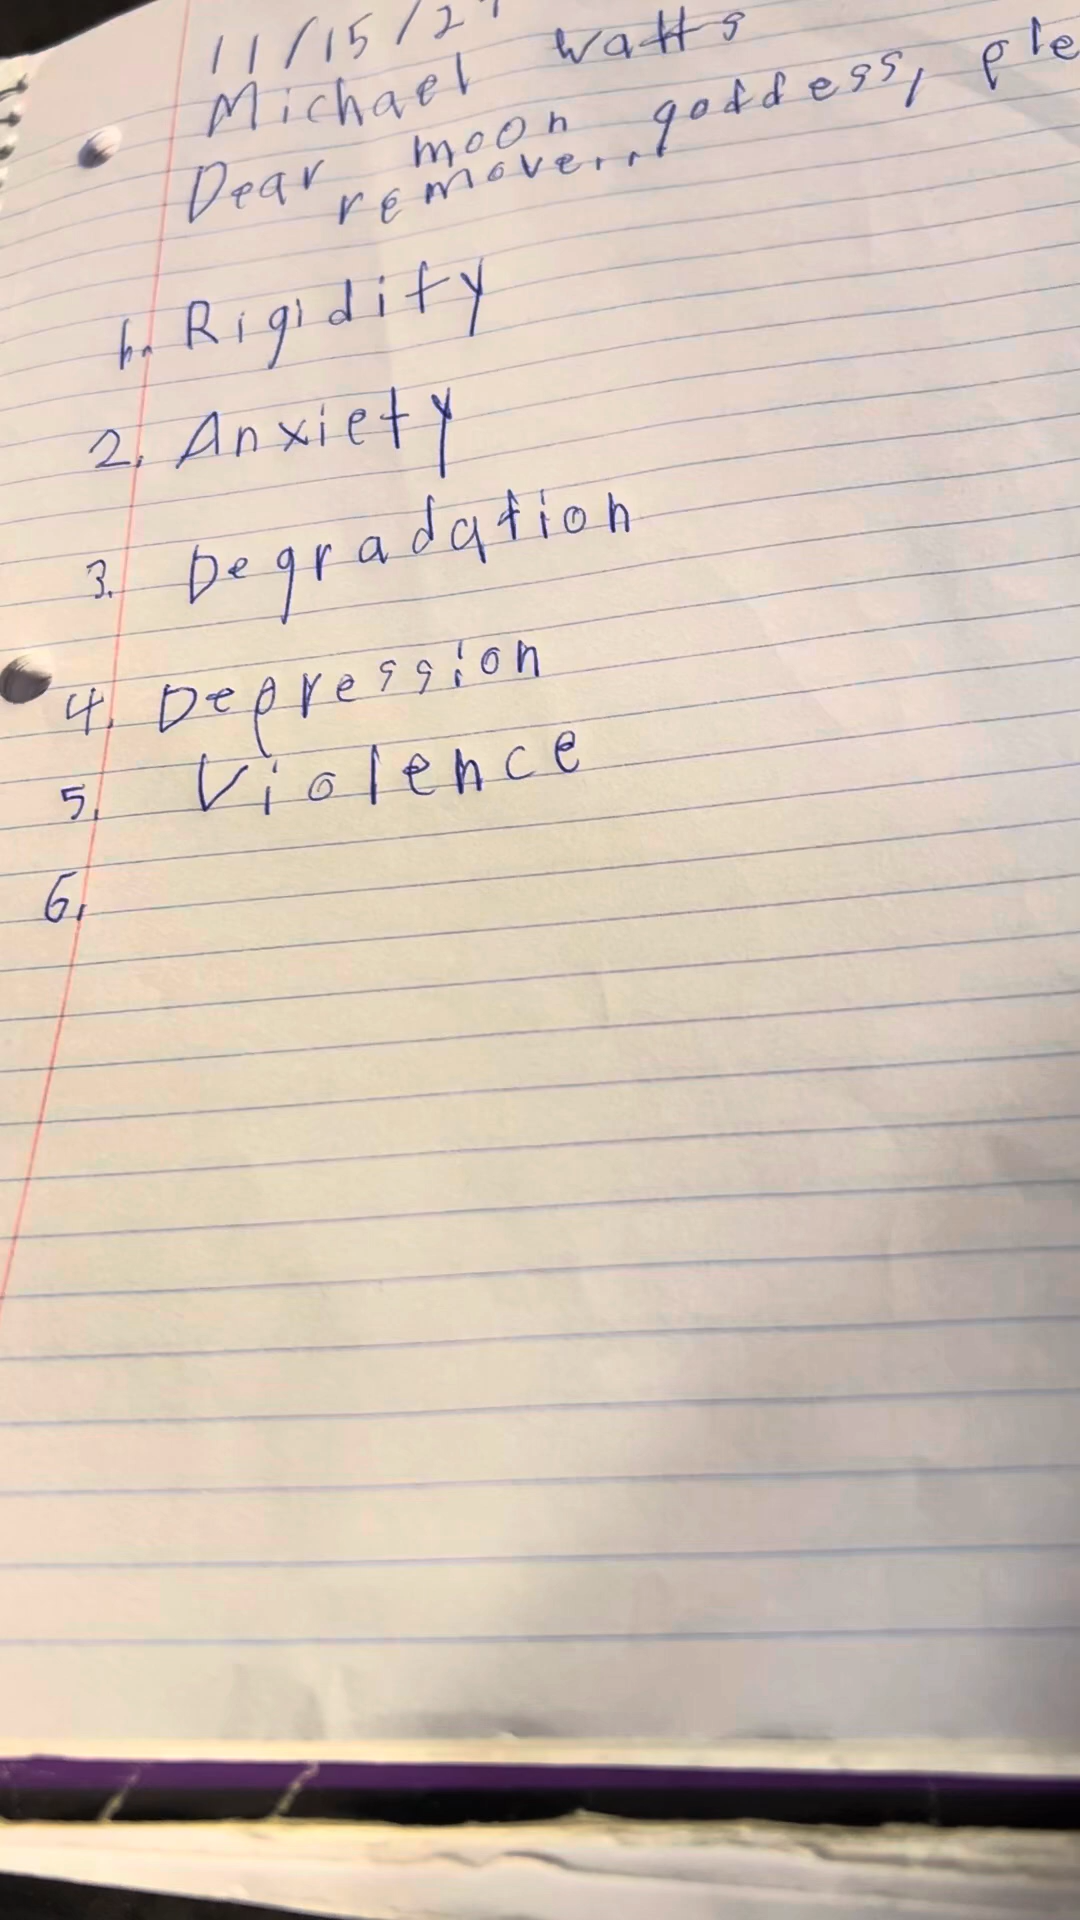 11/15/2
Michael Watts
Dear moon goddess, ple
remove...
1. Rigidity
2. Anxiety
3. Degradation
4. Depression
5. Violence
6.